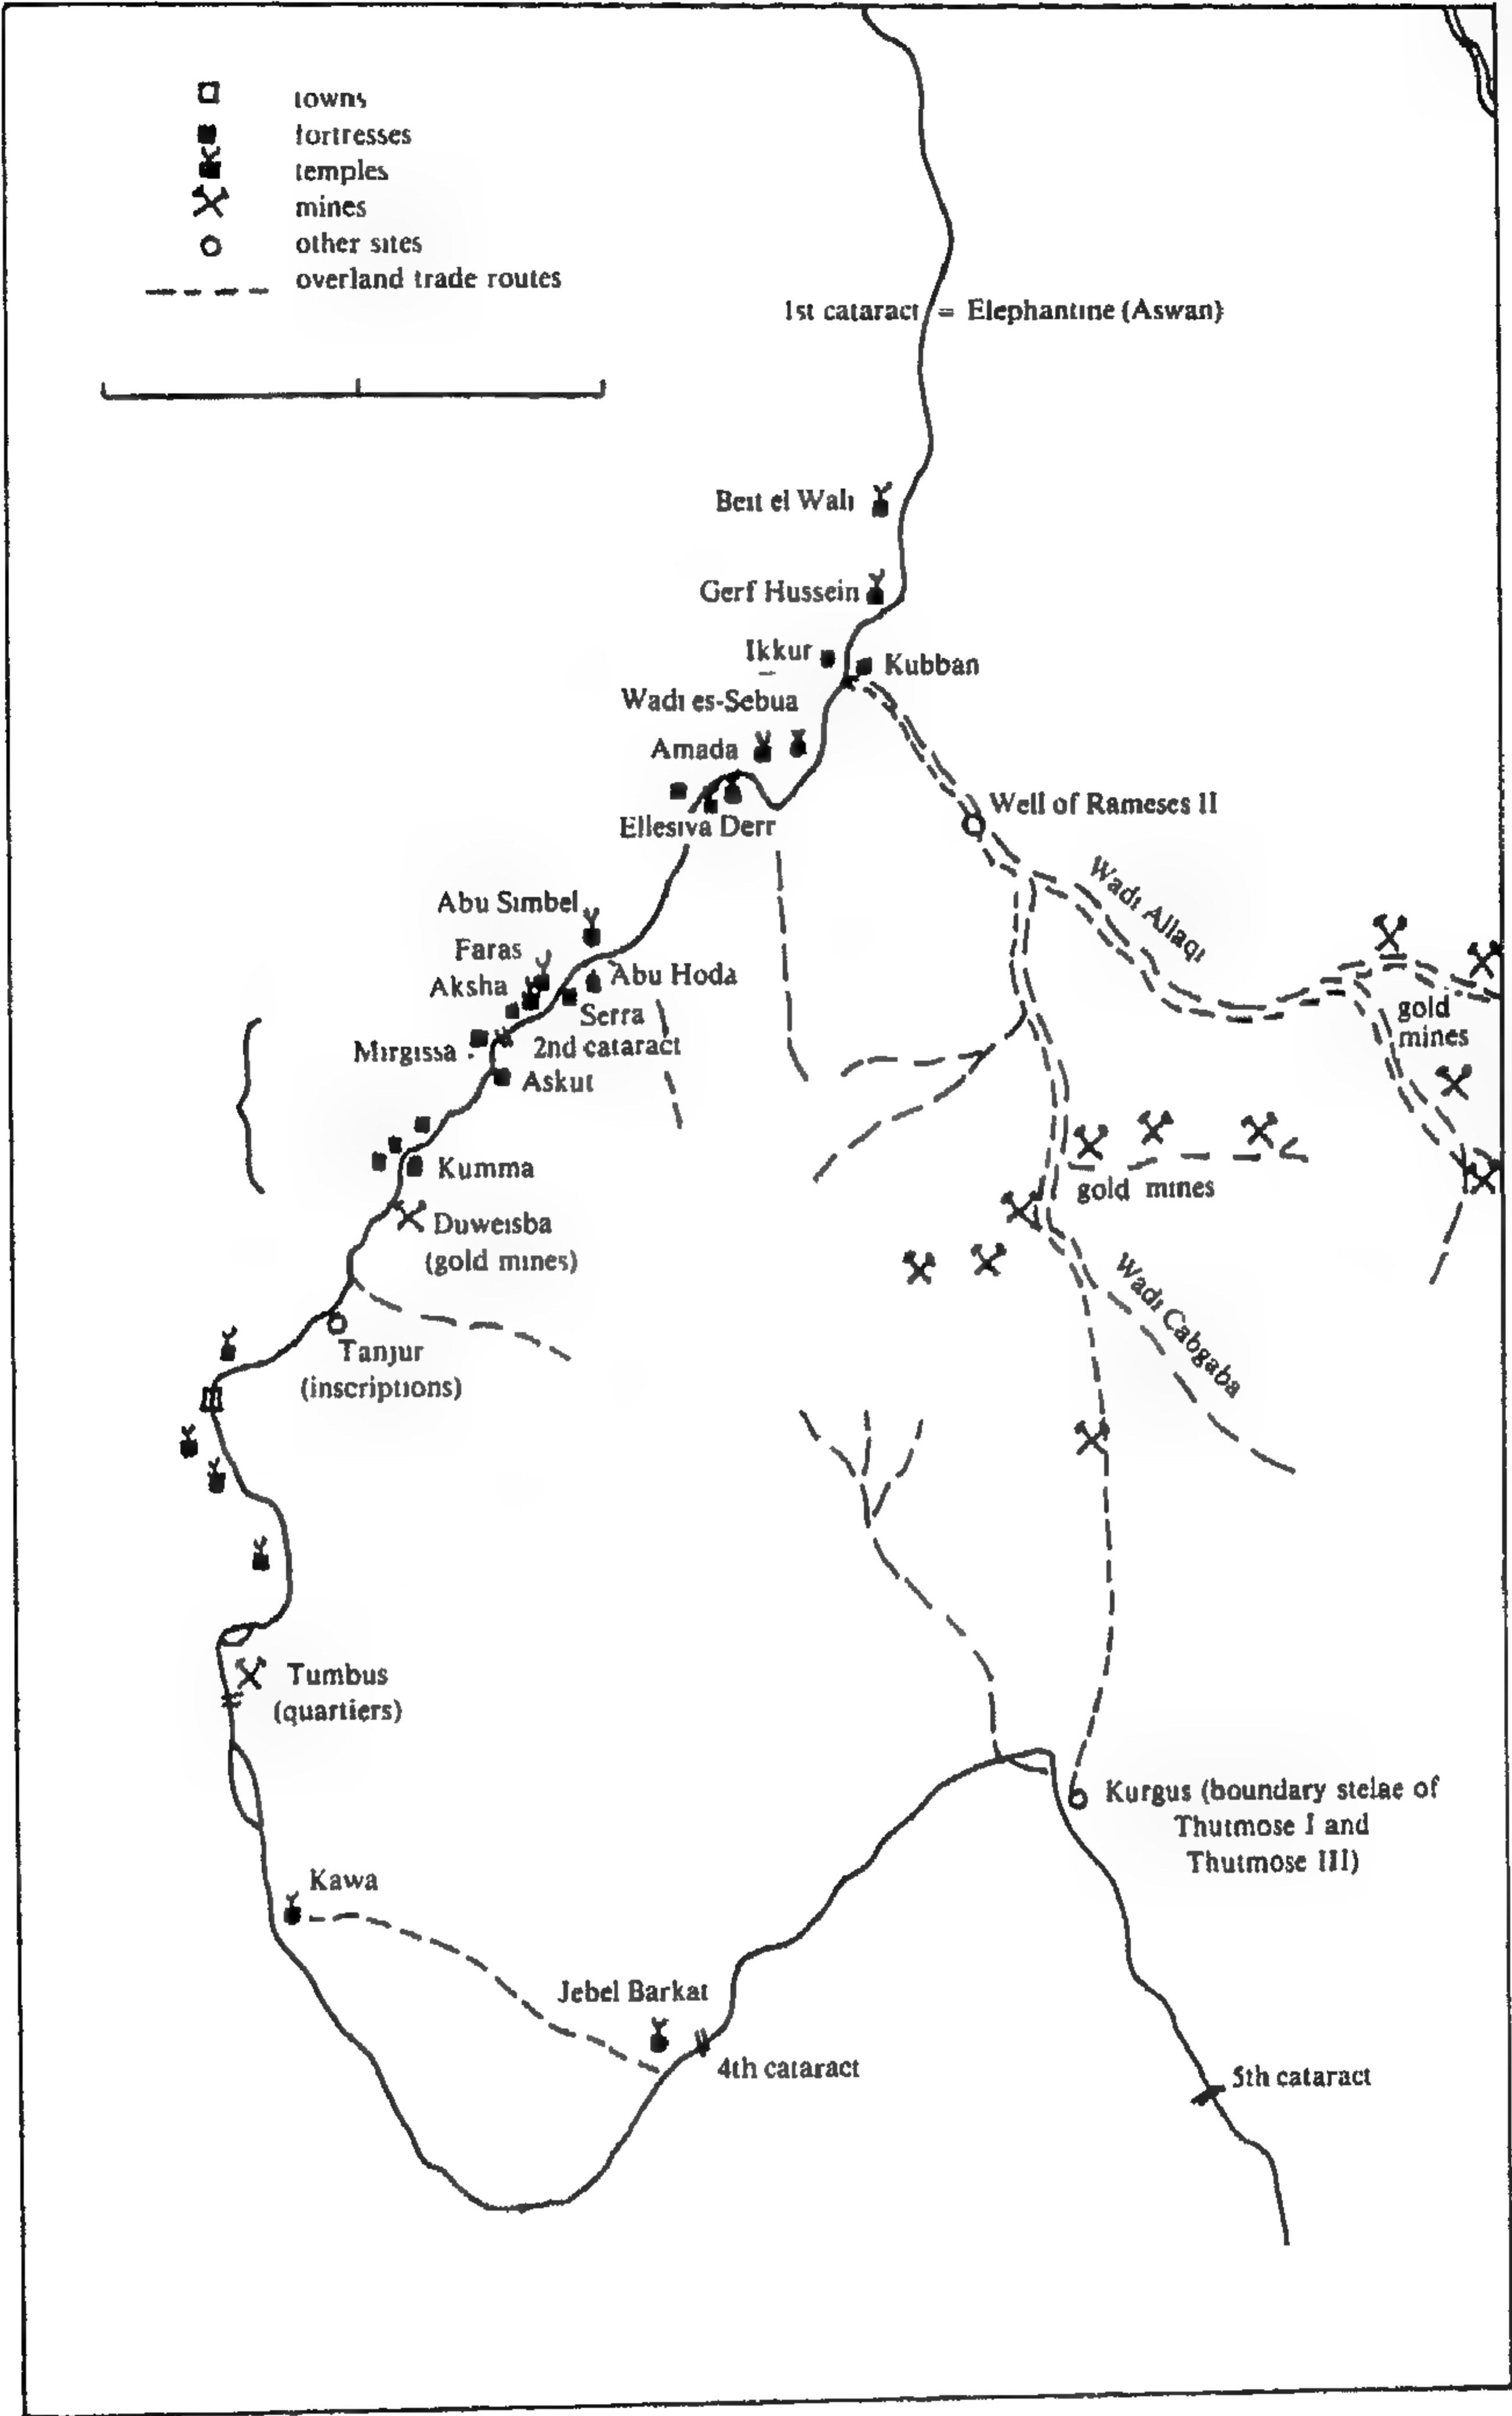 towns
fortresses
temples
mines
other sites
overland trade routes
1st cataract = Elephantine (Aswan)
Beit el Wali
Gerf Hussein
Ikkur
Kubban
Wadi es-Sebua
Amada
Ellesiva Derr
Well of Rameses II
Wadi Allaqi
Abu Simbel
Faras
Abu Hoda
Aksha
Serra
gold
mines
Mirgissa
2nd cataract
Askut
Kumma
gold mines
Duweisba
(gold mines)
Wadi Cabgaba
Tanjur
(inscriptions)
Tumbus
(quartiers)
Kurgus (boundary stelae of
Thutmose I and
Thutmose III)
Kawa
Jebel Barkat
4th cataract
5th cataract